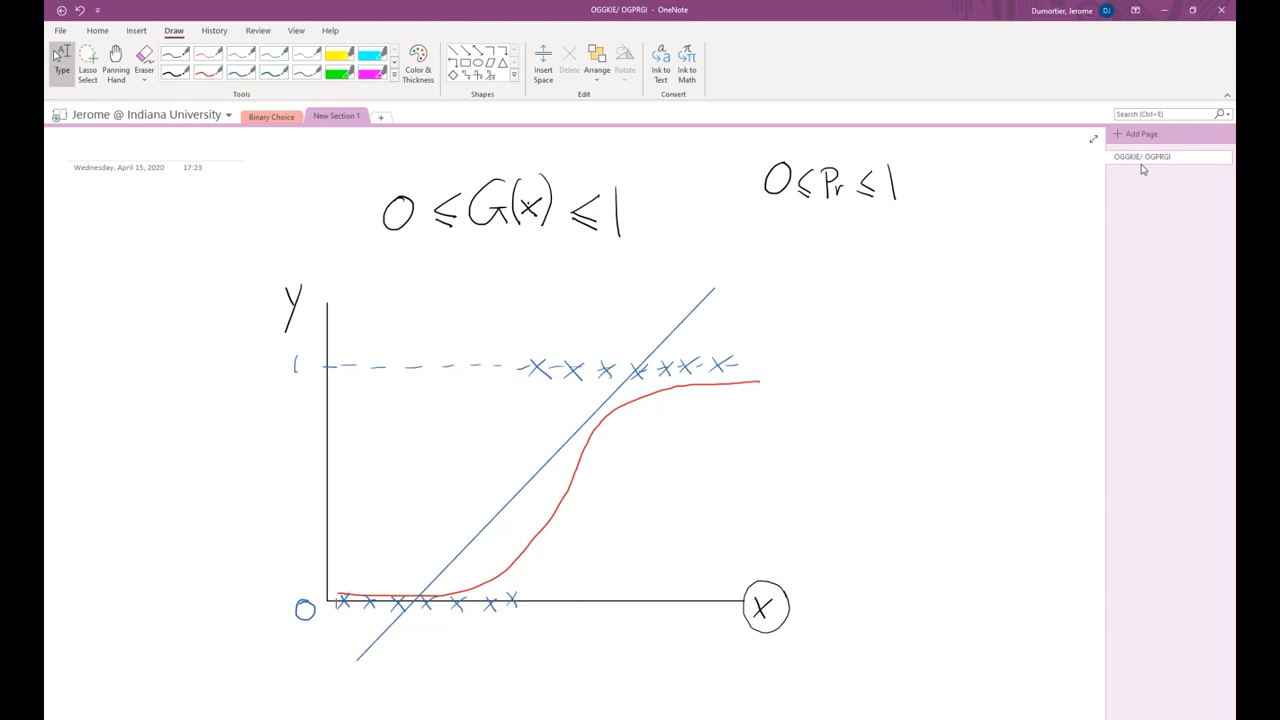 OGGKIE/ OGPRGI - OneNote
Dumortier, Jerome DJ
File Home Insert Draw History Review View Help
Type Lasso Select Panning Hand Eraser Color & Thickness Insert Space Delete Arrange Rotate Ink to Text Ink to Math
Tools Shapes Edit Convert
Jerome @ Indiana University Binary Choice New Section 1
Search (Ctrl+E)
Add Page
OGGKIE/ OGPRGI
Wednesday, April 15, 2020 17:23
0 ≤ G(x) ≤ 1
0 ≤ Pr ≤ 1
y
1
0
x